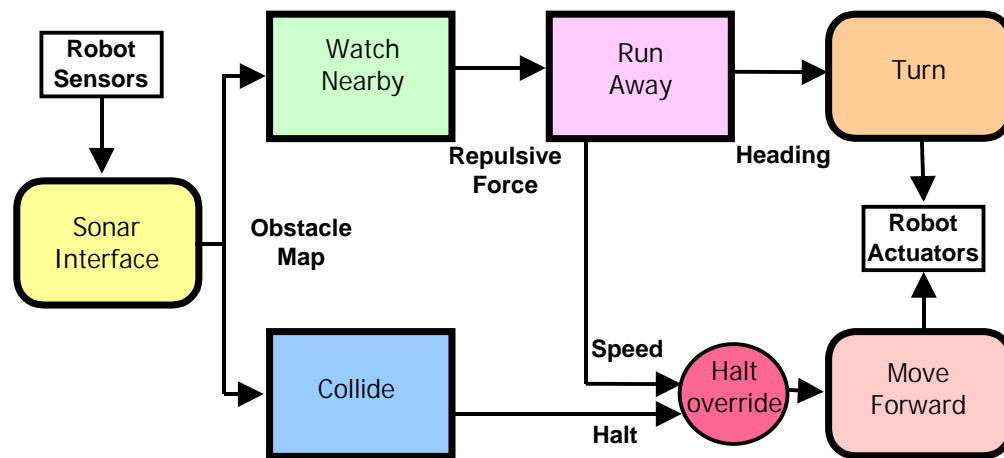 Robot
Sensors
Watch
Nearby
Run
Away
Turn
Repulsive
Force
Heading
Sonar
Interface
Obstacle
Map
Robot
Actuators
Speed
Collide
Halt
override
Move
Forward
Halt